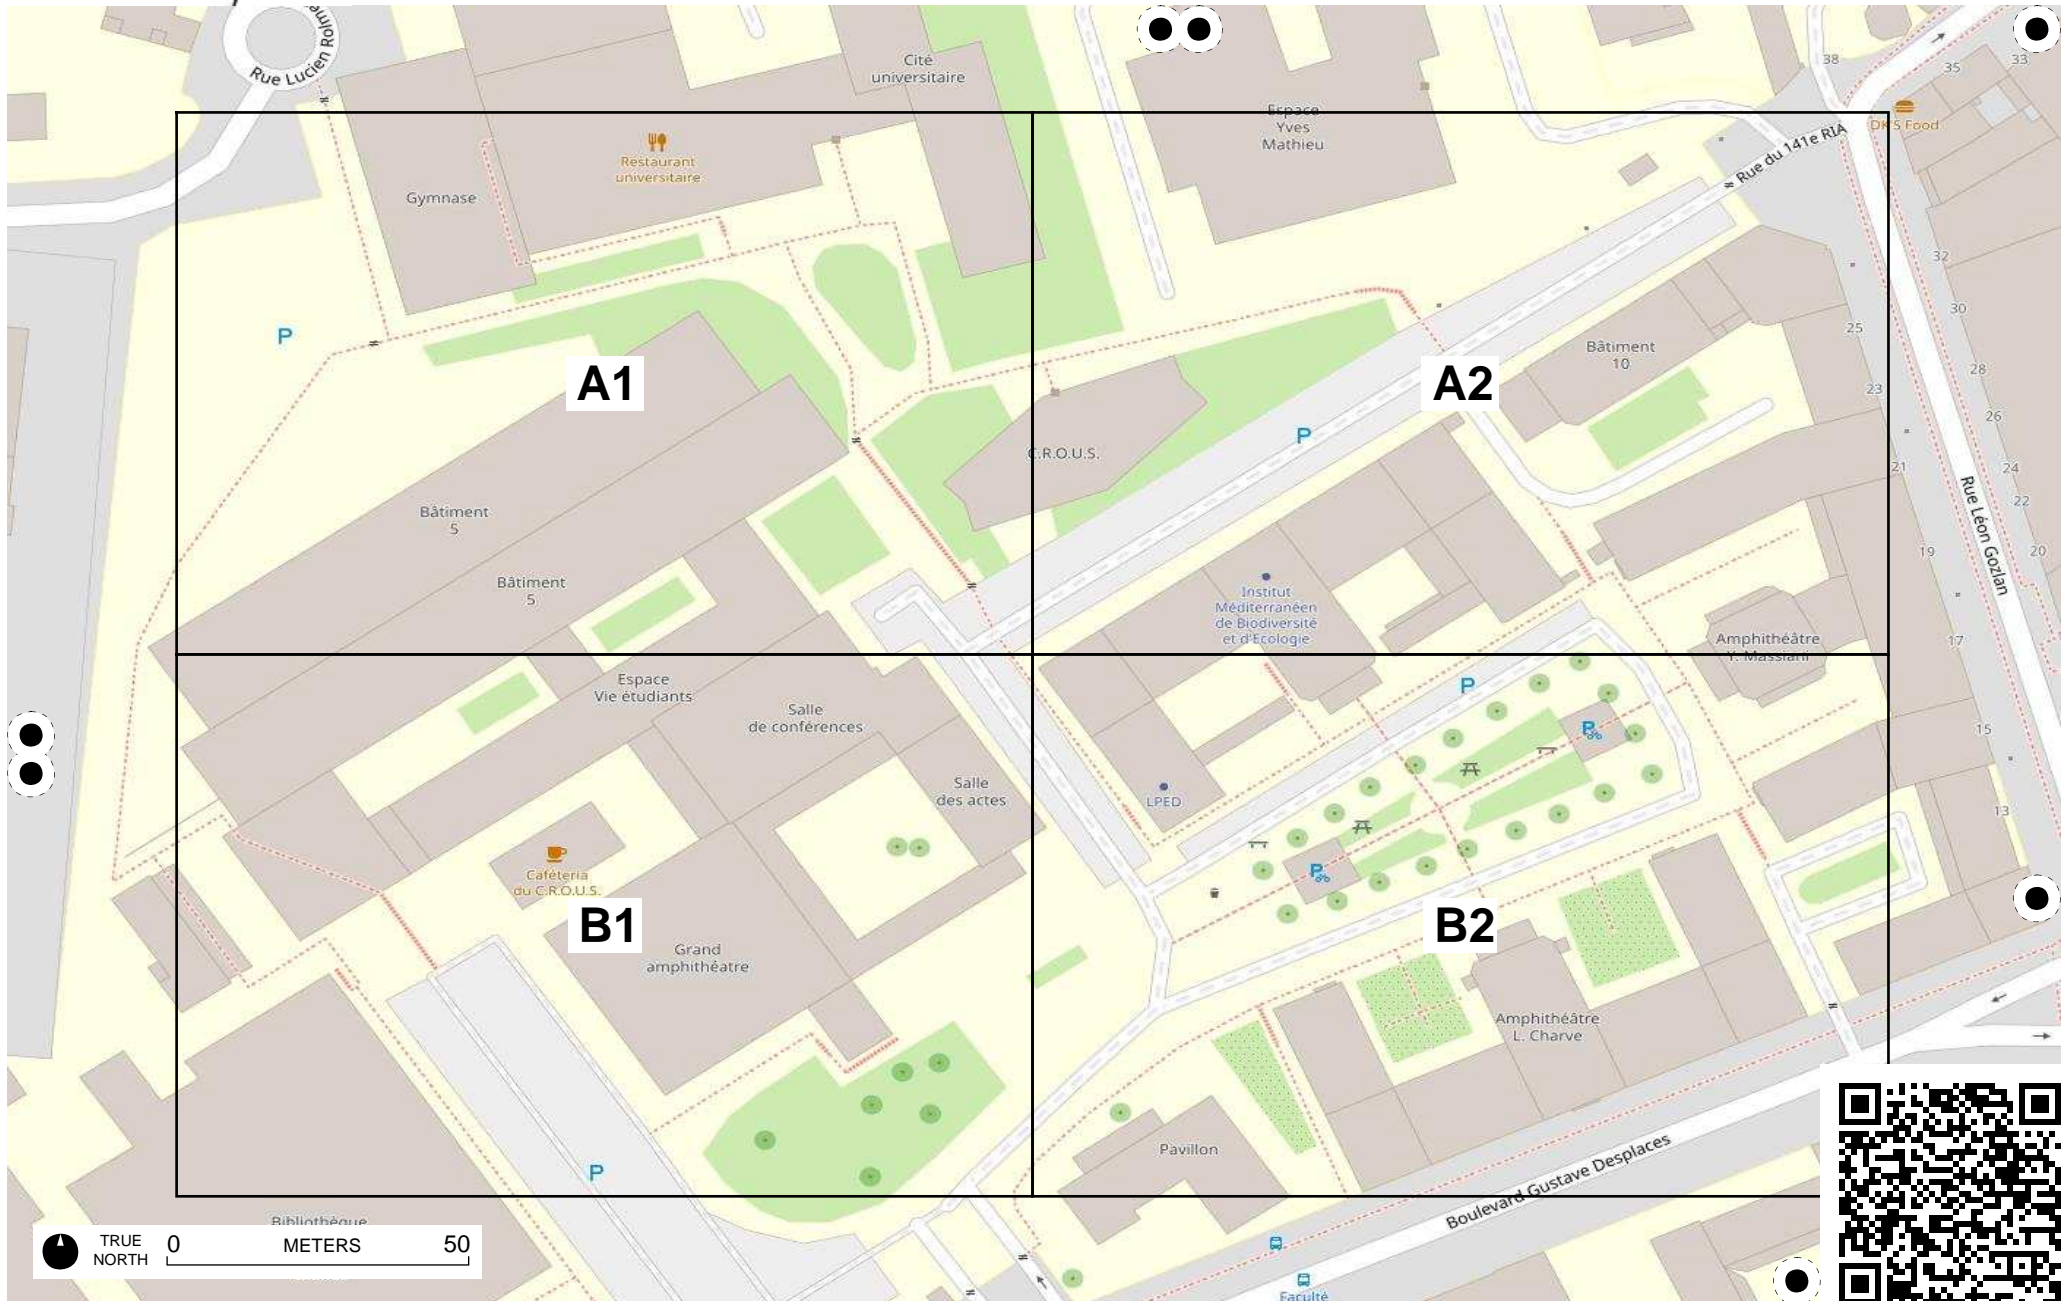 Rue Lucien Rolme
Cité
universitaire
38
35
33
DK'S Food
Espace
Yves
Mathieu
Restaurant
universitaire
Gymnase
Rue du 141e RIA
32
30
28
26
24
22
20
P
A1
A2
Bâtiment
10
25
23
21
19
17
15
13
P
C.R.O.U.S.
Rue Léon Gozlan
Bâtiment
5
Bâtiment
5
Institut
Méditerranéen
de Biodiversité
et d'Ecologie
Amphithéâtre
Y. Massiani
Espace
Vie étudiants
P
Salle
de conférences
P
Salle
des actes
LPED
Caféteria
du C.R.O.U.S.
P
B1
B2
Grand
amphithéatre
Amphithéâtre
L. Charve
Pavillon
P
Boulevard Gustave Desplaces
Bibliothèque
TRUE
NORTH
0 METERS 50
Faculté